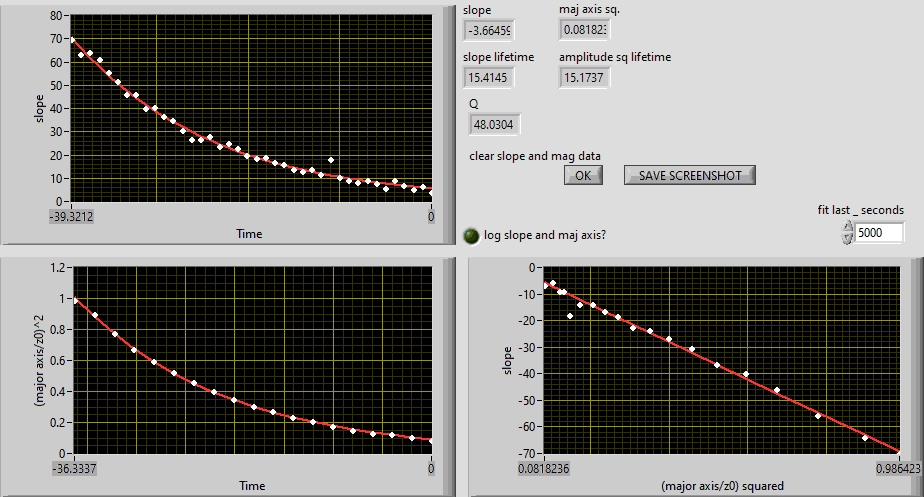 80
70
60
50
40
30
20
10
0
slope
-39.3212
0
Time
slope
maj axis sq.
-3.66459
0.081823
slope lifetime
amplitude sq lifetime
15.4145
15.1737
Q
48.0304
clear slope and mag data
OK
SAVE SCREENSHOT
fit last _ seconds
5000
log slope and maj axis?
1.2
1
0.8
0.6
0.4
0.2
0
(major axis/z0)^2
-36.3337
0
Time
0
-10
-20
-30
-40
-50
-60
-70
slope
0.0818236
0.986423
(major axis/z0) squared